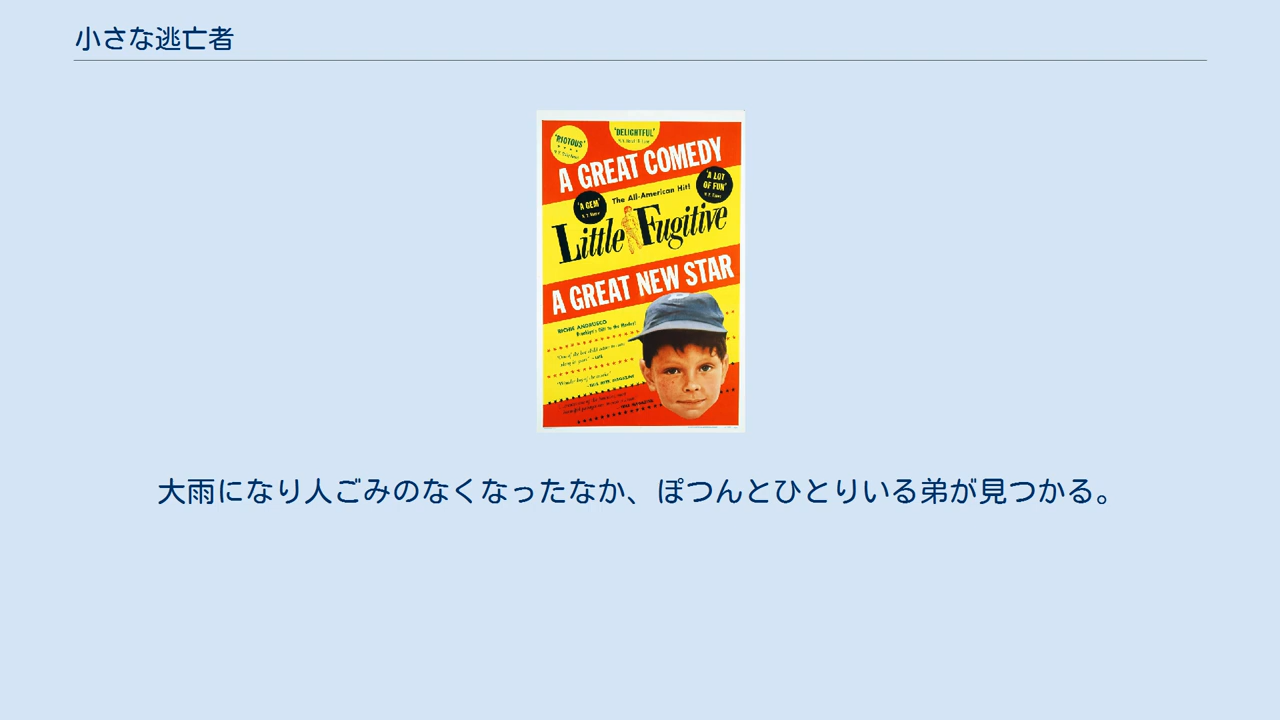 小さな逃亡者
'RIOTOUS'
'DELIGHTFUL'
A GREAT COMEDY
'A LOT
OF FUN'
The All-American Hit!
'A GEM'
Little Fugitive
A GREAT NEW STAR
RICHIE ANDRUSCO
大雨になり人ごみのなくなったなか、ぽつんとひとりいる弟が見つかる。